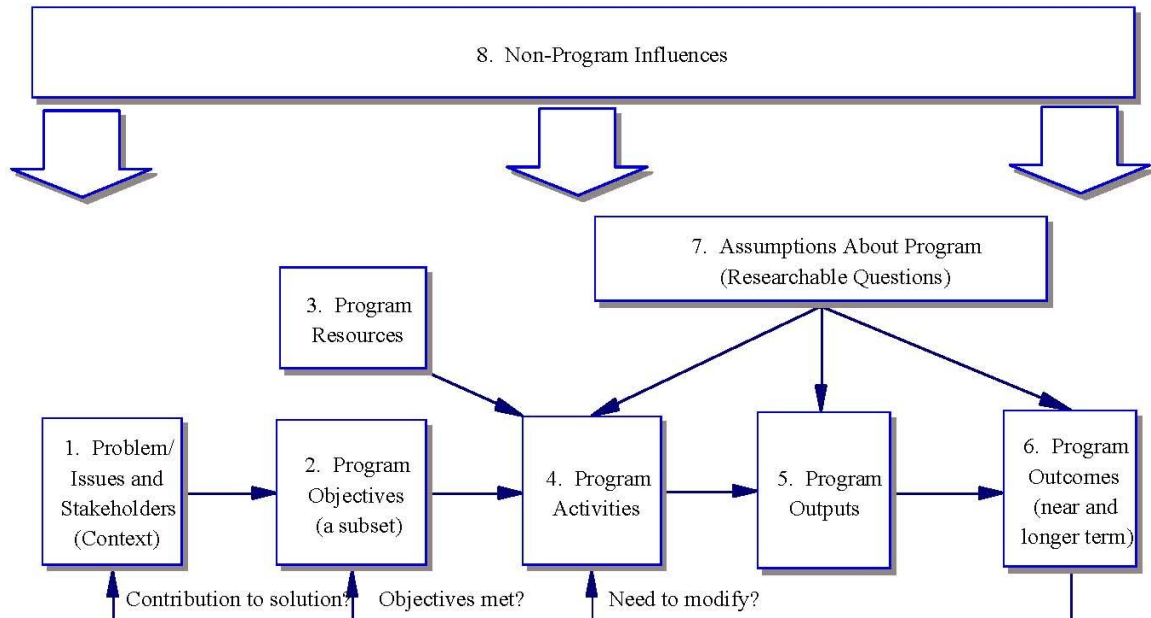 8. Non-Program Influences
7. Assumptions About Program
(Researchable Questions)
3. Program
Resources
1. Problem/
Issues and
Stakeholders
(Context)
2. Program
Objectives
(a subset)
4. Program
Activities
5. Program
Outputs
6. Program
Outcomes
(near and
longer term)
Contribution to solution?
Objectives met?
Need to modify?